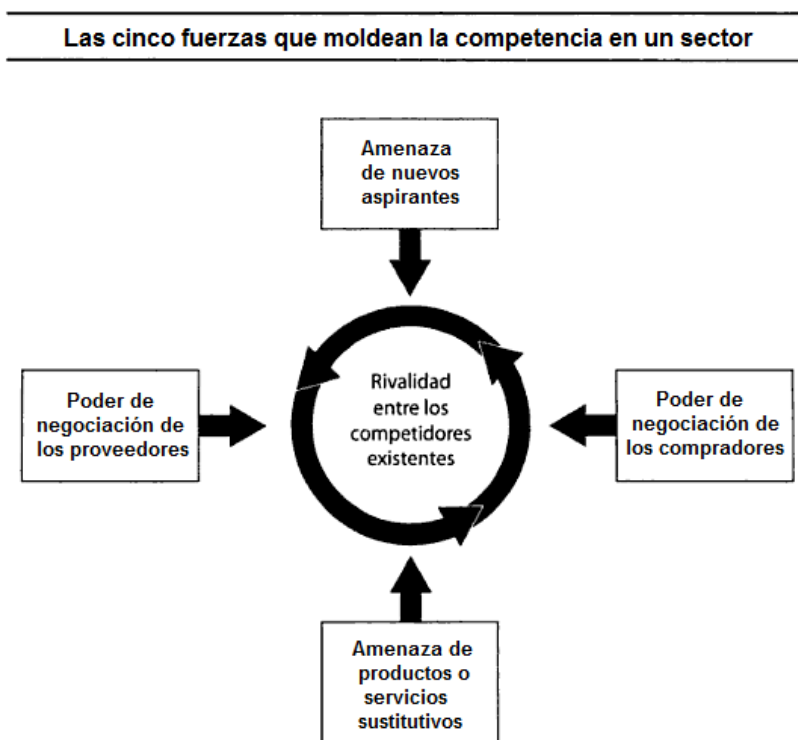 Las cinco fuerzas que moldean la competencia en un sector
Amenaza
de nuevos
aspirantes
Poder de
negociación de
los proveedores
Rivalidad
entre los
competidores
existentes
Poder de
negociación de
los compradores
Amenaza de
productos o
servicios
sustitutivos